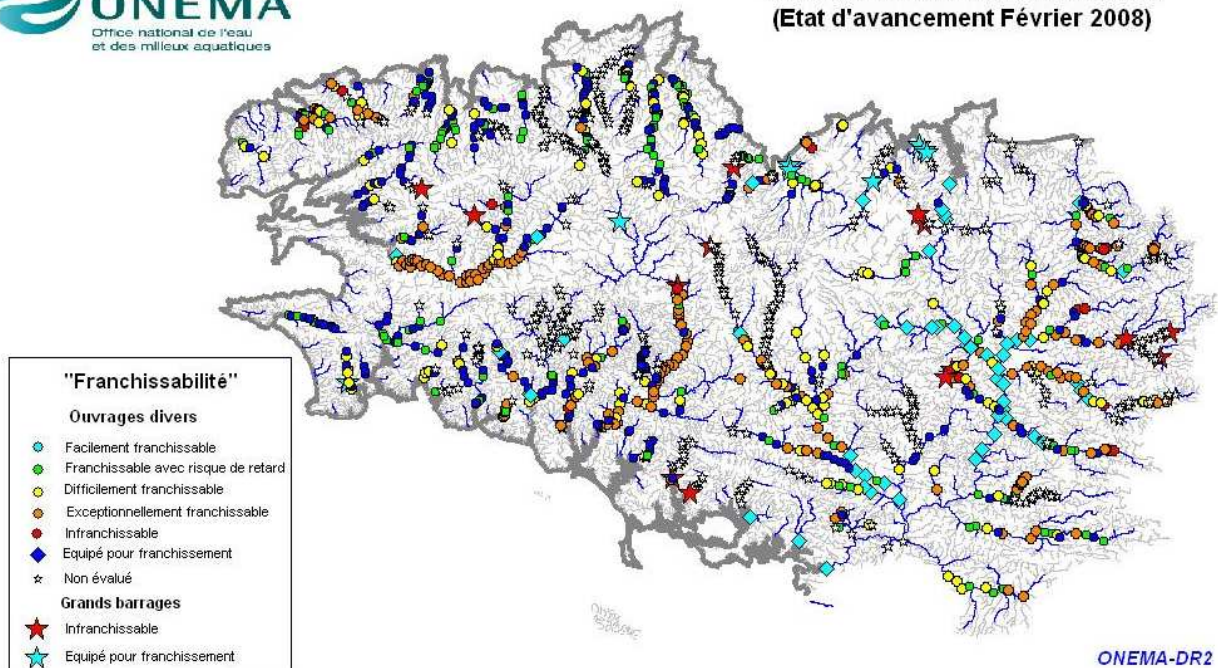 ONEMA
Office national de l'eau
et des milieux aquatiques
(Etat d'avancement Février 2008)
"Franchissabilité"
Ouvrages divers
Facilement franchissable
Franchissable avec risque de retard
Difficilement franchissable
Exceptionnellement franchissable
Infranchissable
Equipé pour franchissement
Non évalué
Grands barrages
Infranchissable
Equipé pour franchissement
ONEMA-DR2